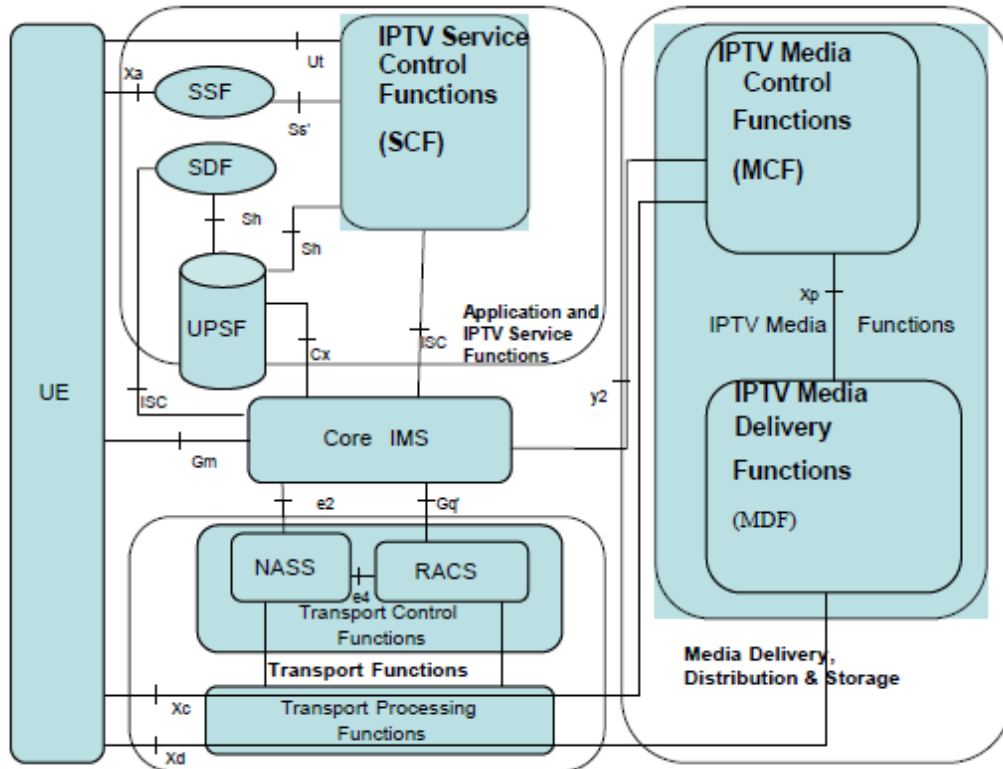 IPTV Service
Control
Functions
(SCF)
Ut
Xa
SSF
Ss'
SDF
Sh
Sh
UPSF
Cx
ISC
ISC
Application and
IPTV Service
Functions
UE
Gm
Core IMS
y2
e2
Gq'
NASS
RACS
e4
Transport Control
Functions
Transport Functions
Transport Processing
Functions
Xc
Xd
IPTV Media
Control
Functions
(MCF)
Xp
IPTV Media Functions
IPTV Media
Delivery
Functions
(MDF)
Media Delivery,
Distribution & Storage